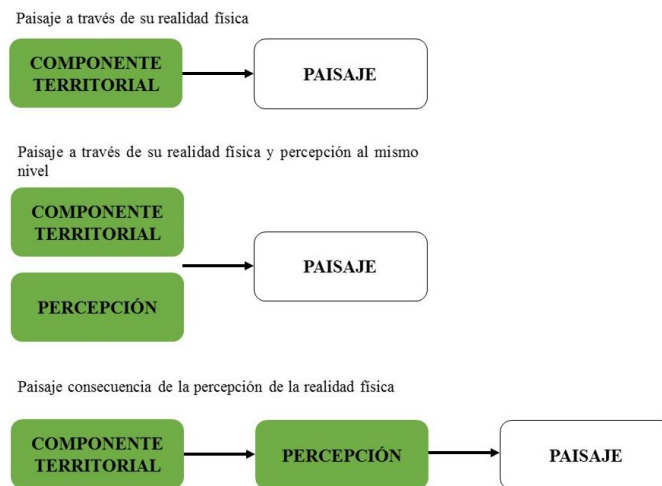 Paisaje a través de su realidad física
COMPONENTE
TERRITORIAL
PAISAJE
Paisaje a través de su realidad física y percepción al mismo
nivel
COMPONENTE
TERRITORIAL
PAISAJE
PERCEPCIÓN
Paisaje consecuencia de la percepción de la realidad física
COMPONENTE
TERRITORIAL
PERCEPCIÓN
PAISAJE